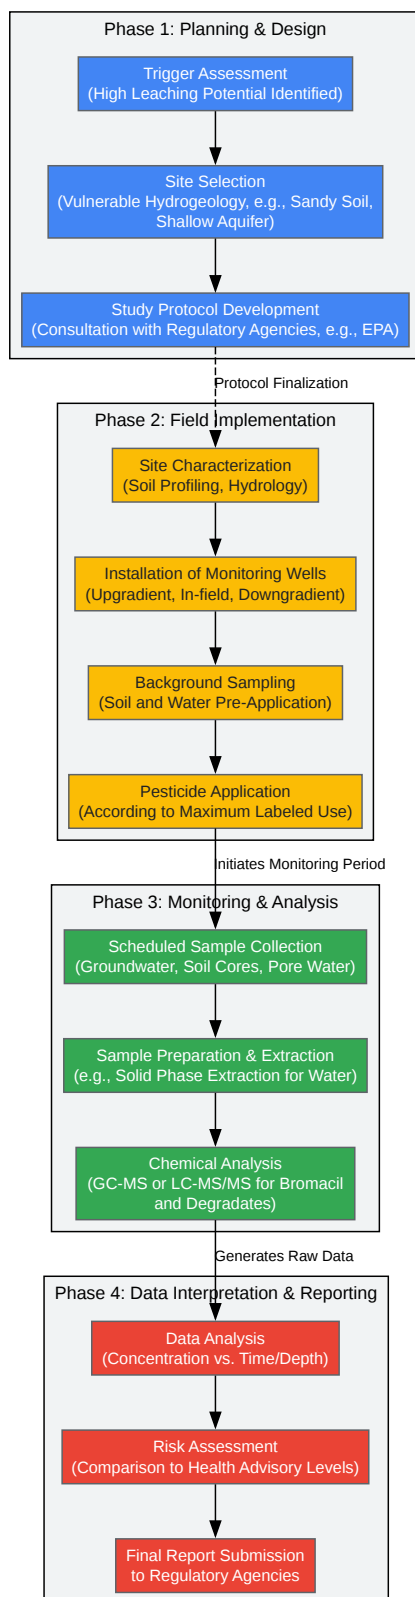 Phase 1: Planning & Design
Trigger Assessment
(High Leaching Potential Identified)
Site Selection
(Vulnerable Hydrogeology, e.g., Sandy Soil,
Shallow Aquifer)
Study Protocol Development
(Consultation with Regulatory Agencies, e.g., EPA)
Protocol Finalization
Phase 2: Field Implementation
Site Characterization
(Soil Profiling, Hydrology)
Installation of Monitoring Wells
(Upgradient, In-field, Downgradient)
Background Sampling
(Soil and Water Pre-Application)
Pesticide Application
(According to Maximum Labeled Use)
Initiates Monitoring Period
Phase 3: Monitoring & Analysis
Scheduled Sample Collection
(Groundwater, Soil Cores, Pore Water)
Sample Preparation & Extraction
(e.g., Solid Phase Extraction for Water)
Chemical Analysis
(GC-MS or LC-MS/MS for Bromacil
and Degradates)
Generates Raw Data
Phase 4: Data Interpretation & Reporting
Data Analysis
(Concentration vs. Time/Depth)
Risk Assessment
(Comparison to Health Advisory Levels)
Final Report Submission
to Regulatory Agencies